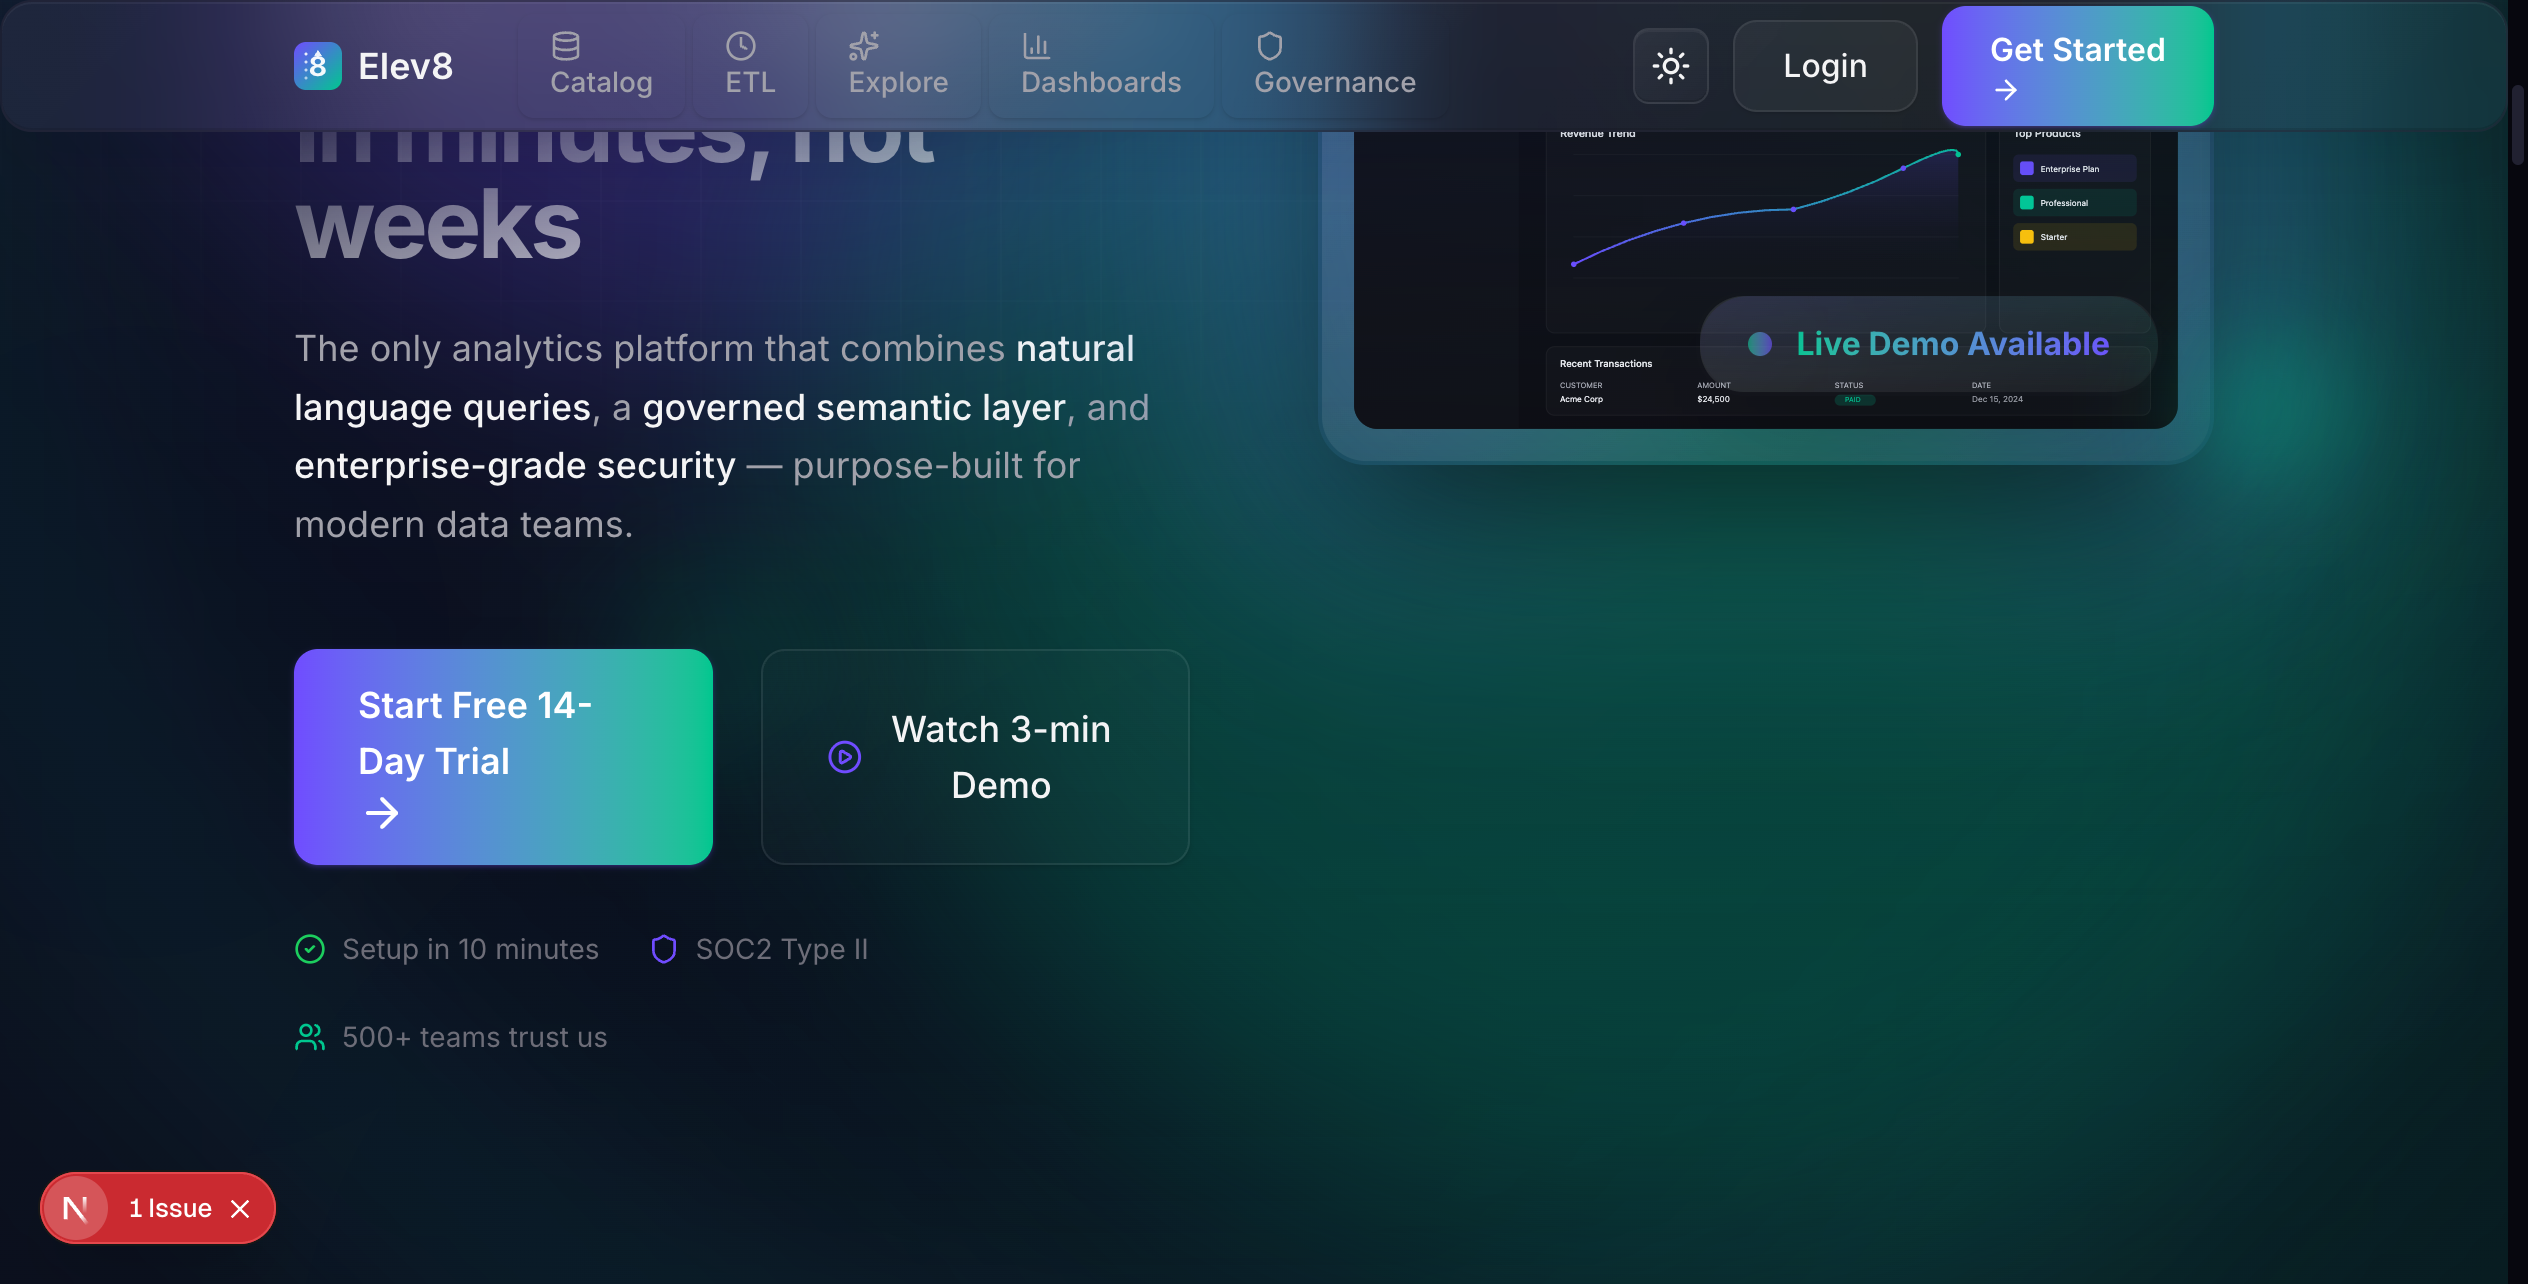 8 Elev8
Catalog
ETL
Explore
Dashboards
Governance
Login
Get Started
in minutes, not
weeks
The only analytics platform that combines natural
language queries, a governed semantic layer, and
enterprise-grade security — purpose-built for
modern data teams.
Start Free 14-
Day Trial
Watch 3-min
Demo
Setup in 10 minutes
SOC2 Type II
500+ teams trust us
Revenue Trend
Top Products
Enterprise Plan
Professional
Starter
Live Demo Available
Recent Transactions
CUSTOMER AMOUNT STATUS DATE
Acme Corp $24,500 PAID Dec 15, 2024
N 1 Issue